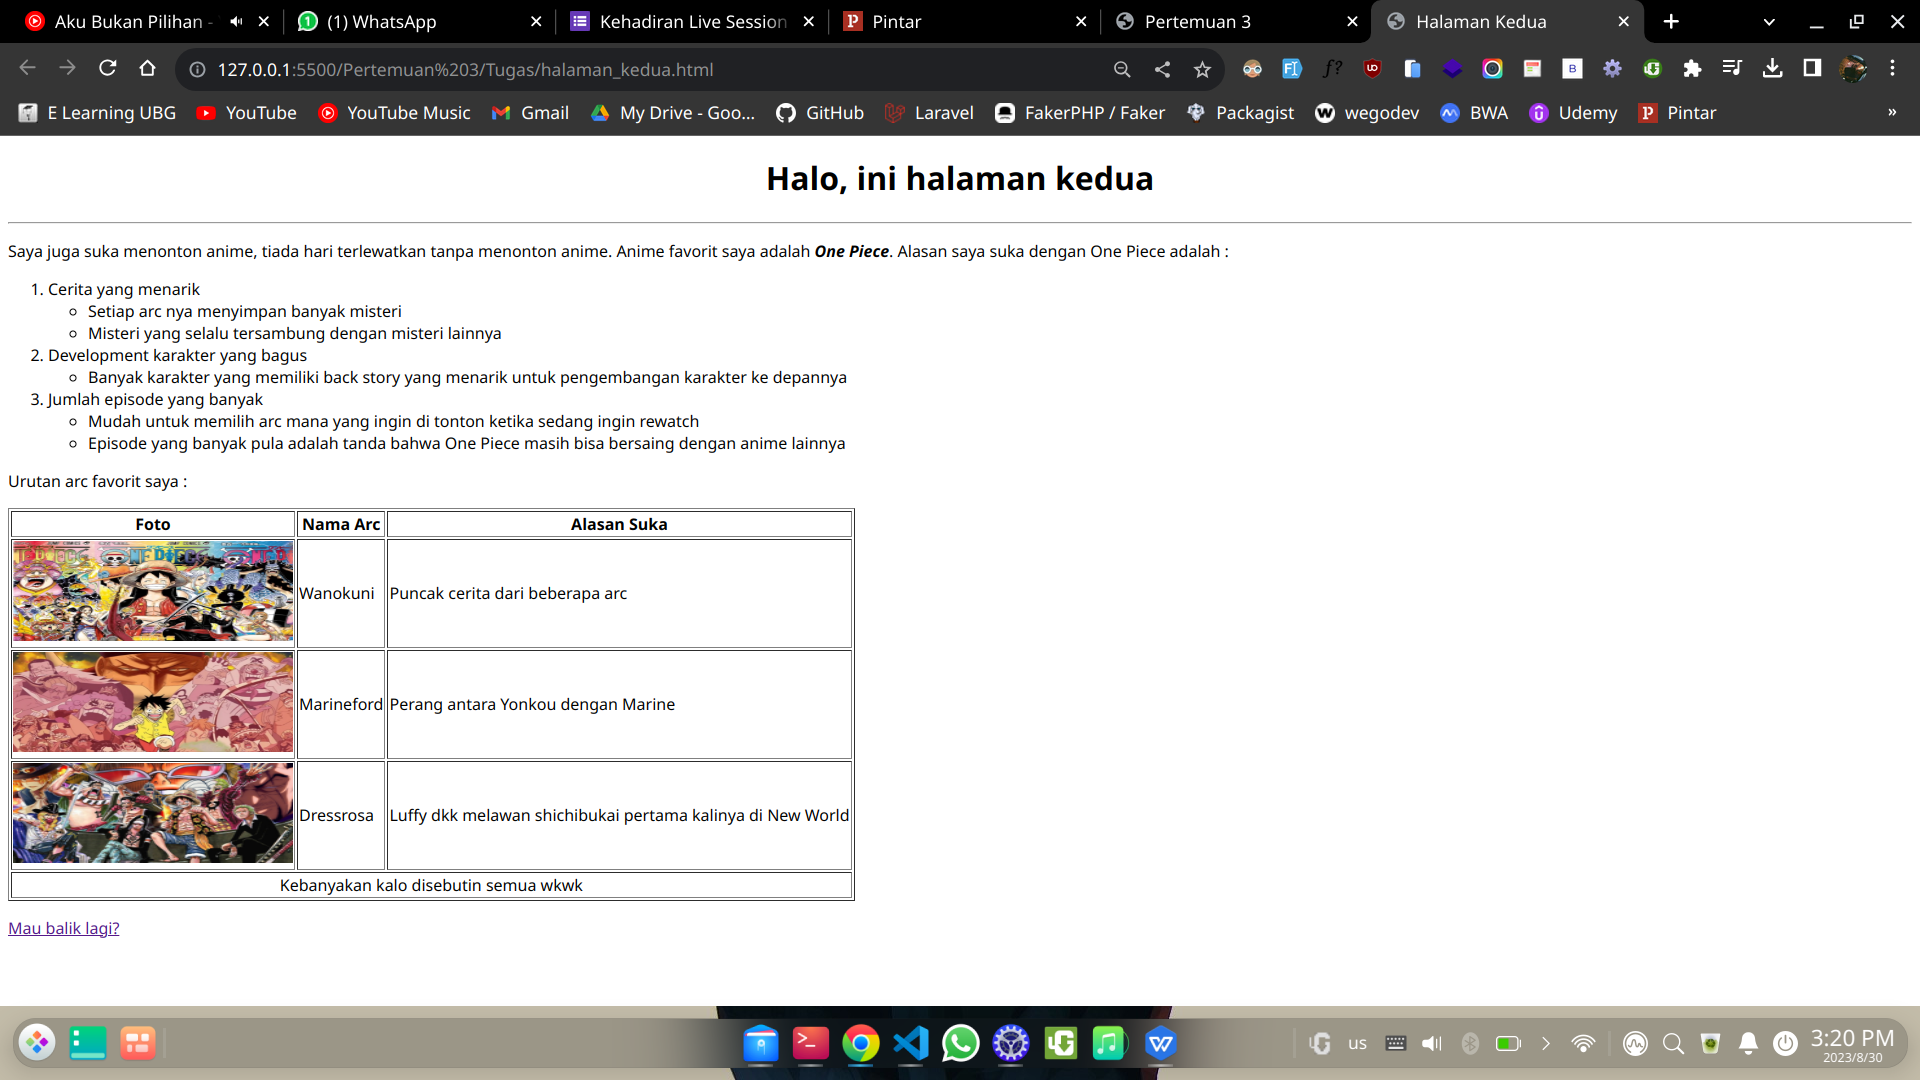 Aku Bukan Pilihan -
(1) WhatsApp
Kehadiran Live Session
Pintar
Pertemuan 3
Halaman Kedua
127.0.0.1:5500/Pertemuan%203/Tugas/halaman_kedua.html
E Learning UBG
YouTube
YouTube Music
Gmail
My Drive - Goo...
GitHub
Laravel
FakerPHP / Faker
Packagist
wegodev
BWA
Udemy
Pintar
»
Halo, ini halaman kedua
Saya juga suka menonton anime, tiada hari terlewatkan tanpa menonton anime. Anime favorit saya adalah One Piece. Alasan saya suka dengan One Piece adalah :
1. Cerita yang menarik
Setiap arc nya menyimpan banyak misteri
Misteri yang selalu tersambung dengan misteri lainnya
2. Development karakter yang bagus
Banyak karakter yang memiliki back story yang menarik untuk pengembangan karakter ke depannya
3. Jumlah episode yang banyak
Mudah untuk memilih arc mana yang ingin di tonton ketika sedang ingin rewatch
Episode yang banyak pula adalah tanda bahwa One Piece masih bisa bersaing dengan anime lainnya
Urutan arc favorit saya :
Foto Nama Arc Alasan Suka
Wanokuni Puncak cerita dari beberapa arc
Marineford Perang antara Yonkou dengan Marine
Dressrosa Luffy dkk melawan shichibukai pertama kalinya di New World
Kebanyakan kalo disebutin semua wkwk
Mau balik lagi?
us
3:20 PM
2023/8/30